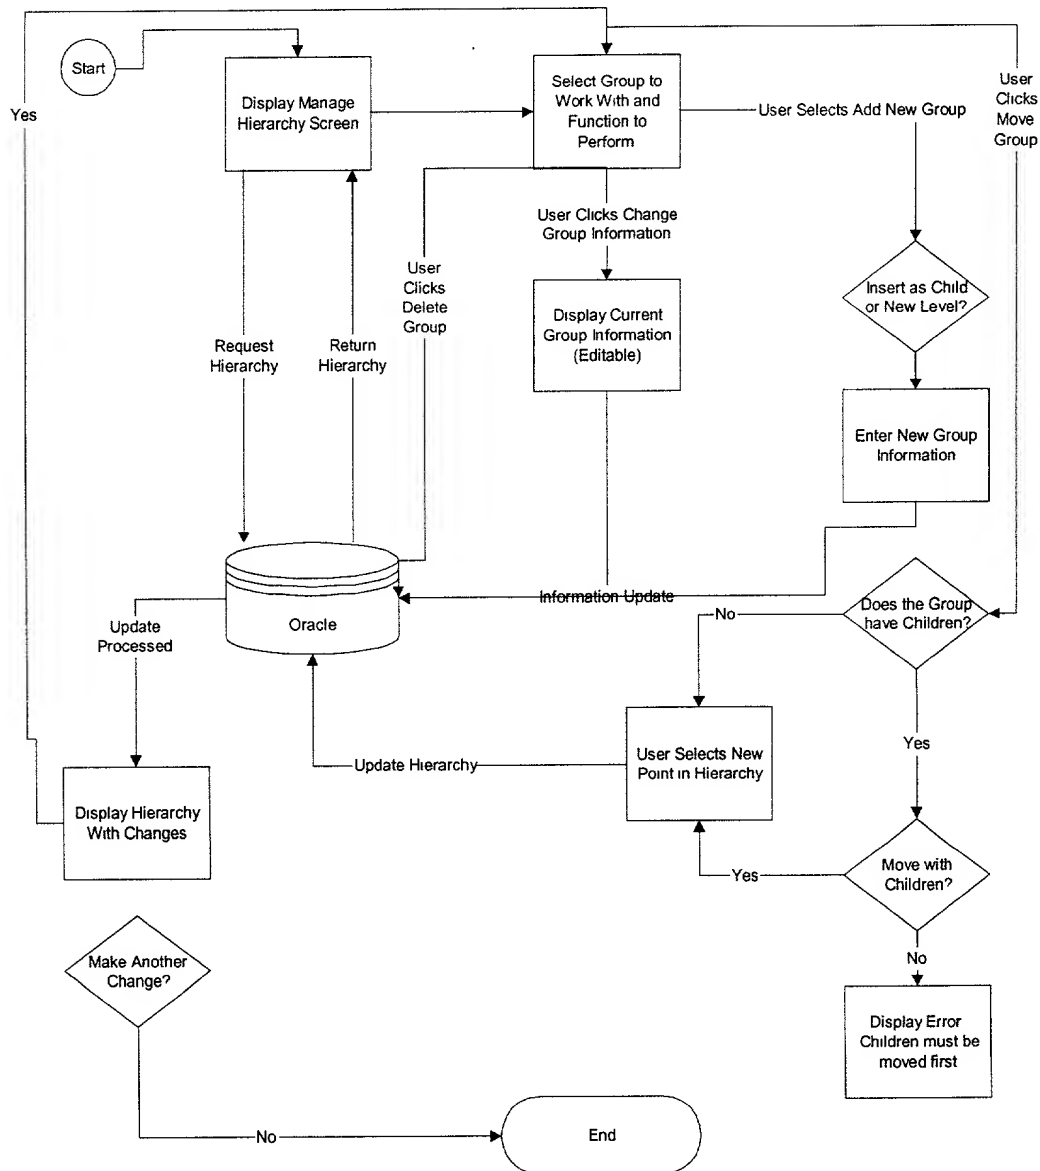 Start
Display Manage
Hierarchy Screen
Select Group to
Work With and
Function to
Perform
User Selects Add New Group
User
Clicks
Move
Group
Yes
User Clicks Change
Group Information
User
Clicks
Delete
Group
Insert as Child
or New Level?
Display Current
Group Information
(Editable)
Request
Hierarchy
Return
Hierarchy
Enter New Group
Information
Oracle
Information Update
Does the Group
have Children?
No
Update
Processed
Yes
User Selects New
Point in Hierarchy
Update Hierarchy
Display Hierarchy
With Changes
Move with
Children?
Yes
No
Make Another
Change?
Display Error
Children must be
moved first
No
End